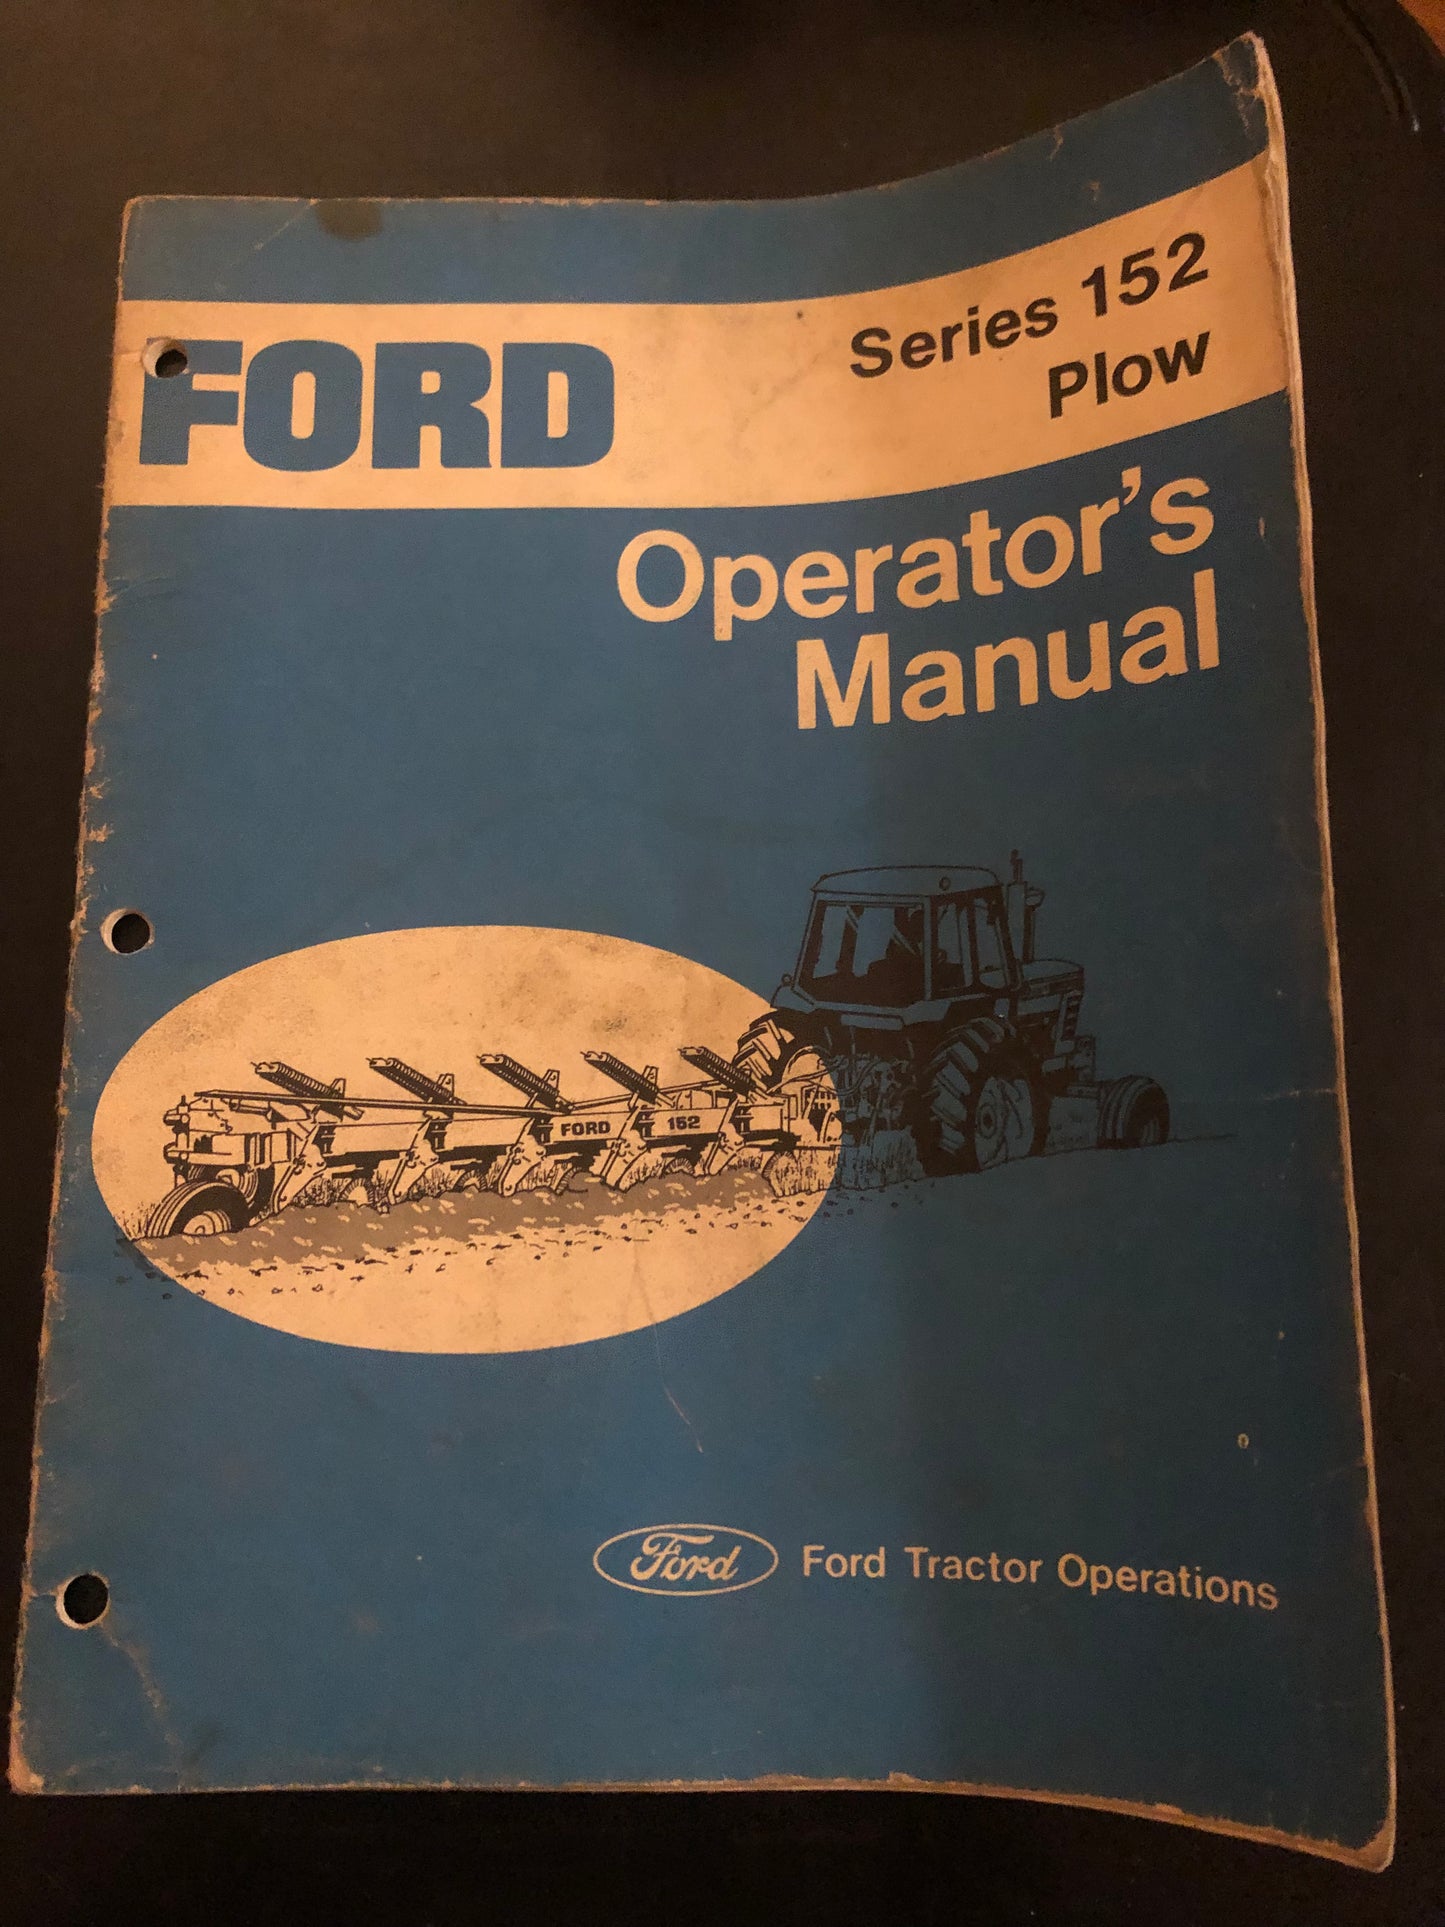 FORD
Series 152
Plow
Operator's
Manual
FORD 152
Ford Ford Tractor Operations